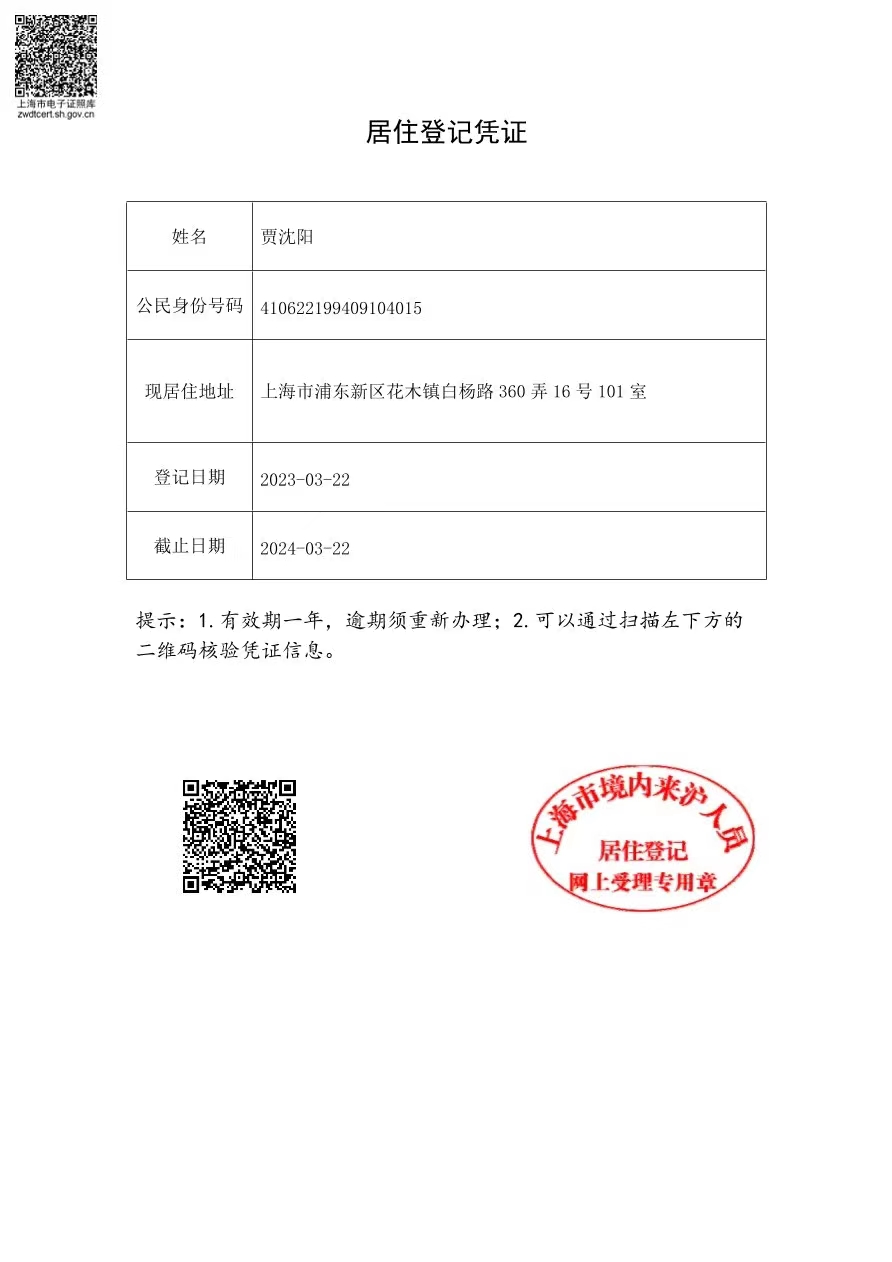 上海市电子证照库
zwdtcert.sh.gov.cn
居住登记凭证
姓名 贾沈阳
公民身份号码 410622199409104015
现居住地址 上海市浦东新区花木镇白杨路 360 弄 16 号 101 室
登记日期 2023-03-22
截止日期 2024-03-22
提示：1.有效期一年，逾期须重新办理；2.可以通过扫描左下方的
二维码核验凭证信息。
上海市境内来沪人员
居住登记
网上受理专用章